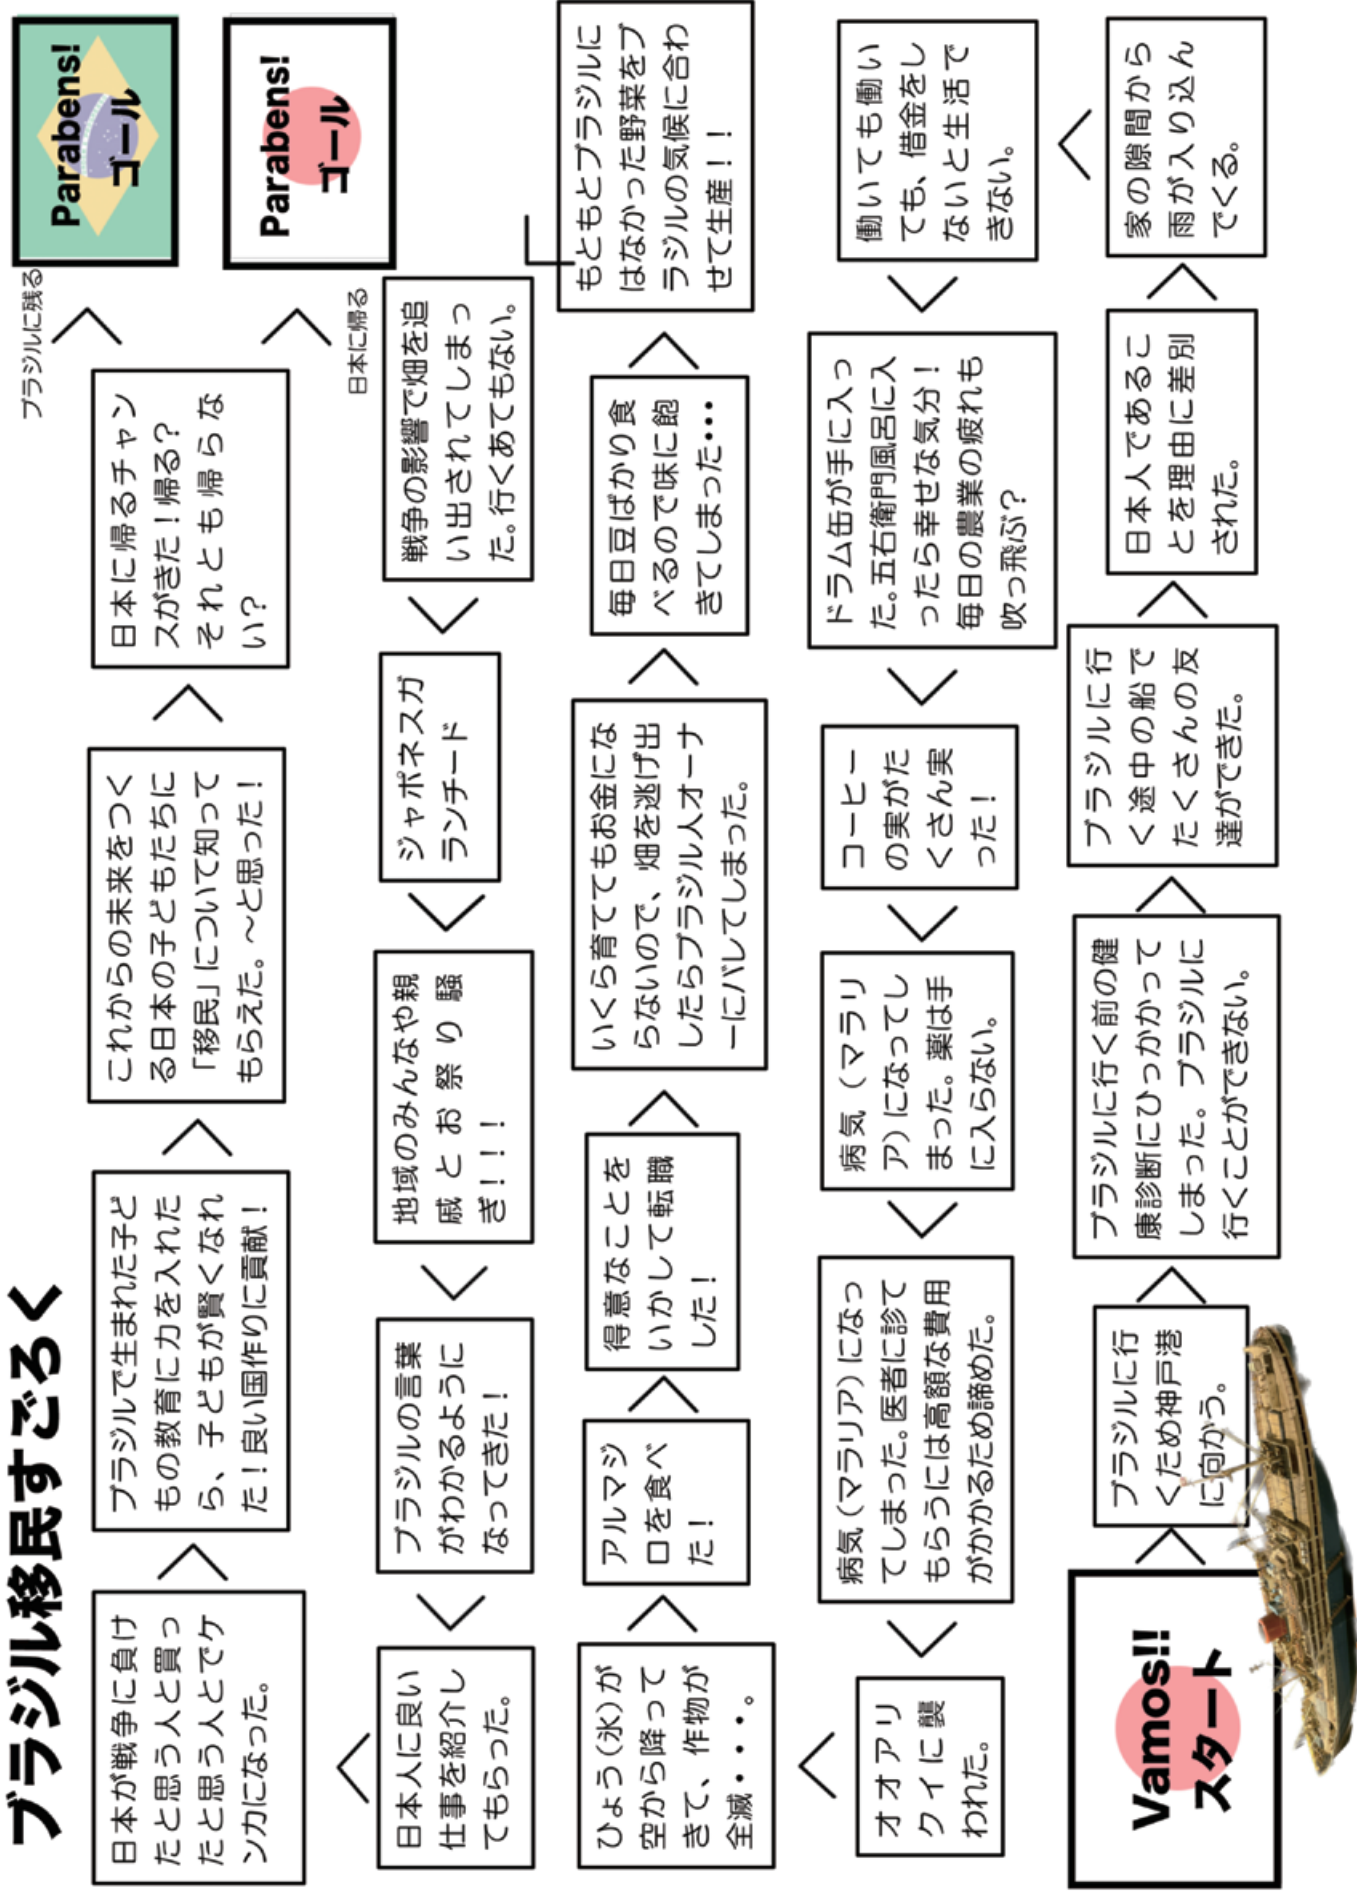 ブラジル移民すごろく
Vamos!!
スタート
ブラジルに行
くため神戸港
に向かう。
ブラジルに行く前の健
康診断にひっかかって
しまった。ブラジルに
行くことができない。
ブラジルに行
く途中の船で
たくさんの友
達ができた。
日本人であるこ
とを理由に差別
された。
家の隙間から
雨が入り込ん
でくる。
働いても働い
ても、借金をし
ないと生活で
きない。
ドラム缶が手に入っ
た。五右衛門風呂に入
ったら幸せな気分！
毎日の農業の疲れも
吹っ飛ぶ？
コーヒー
の実がた
くさん実
った！
病気（マラリ
ア）になってし
まった。薬は手
に入らない。
病気（マラリア）になっ
てしまった。医者に診て
もらうには高額な費用
がかかるため諦めた。
オオアリ
クイに襲
われた。
ひょう（氷）が
空から降って
きて、作物が
全滅・・・・。
アルマジ
ロを食べ
た！
得意なことを
いかして転職
した！
いくら育ててもお金にな
らないので、畑を逃げ出
したらブラジル人オーナ
ーにバレてしまった。
毎日豆ばかり食
べるので味に飽
きてしまった・・・
もともとブラジルに
はなかった野菜をブ
ラジルの気候に合わ
せて生産！！
戦争の影響で畑を追
い出されてしまっ
た。行くあてもない。
ジャポネスガ
ランチード
地域のみんなや親
戚とお祭り騒
ぎ！！！
ブラジルの言葉
がわかるように
なってきた！
日本人に良い
仕事を紹介し
てもらった。
日本が戦争に負け
たと思う人と買っ
たと思う人とでケ
ンカになった。
ブラジルで生まれた子ど
もの教育に力を入れた
ら、子どもが賢くなれ
た！良い国作りに貢献！
これからの未来をつく
る日本の子どもたちに
「移民」について知って
もらえた。～と思った！
日本に帰るチャン
スがきた！帰る？
それとも帰らな
い？
ブラジルに残る
Parabens!
ゴール
日本に帰る
Parabens!
ゴール